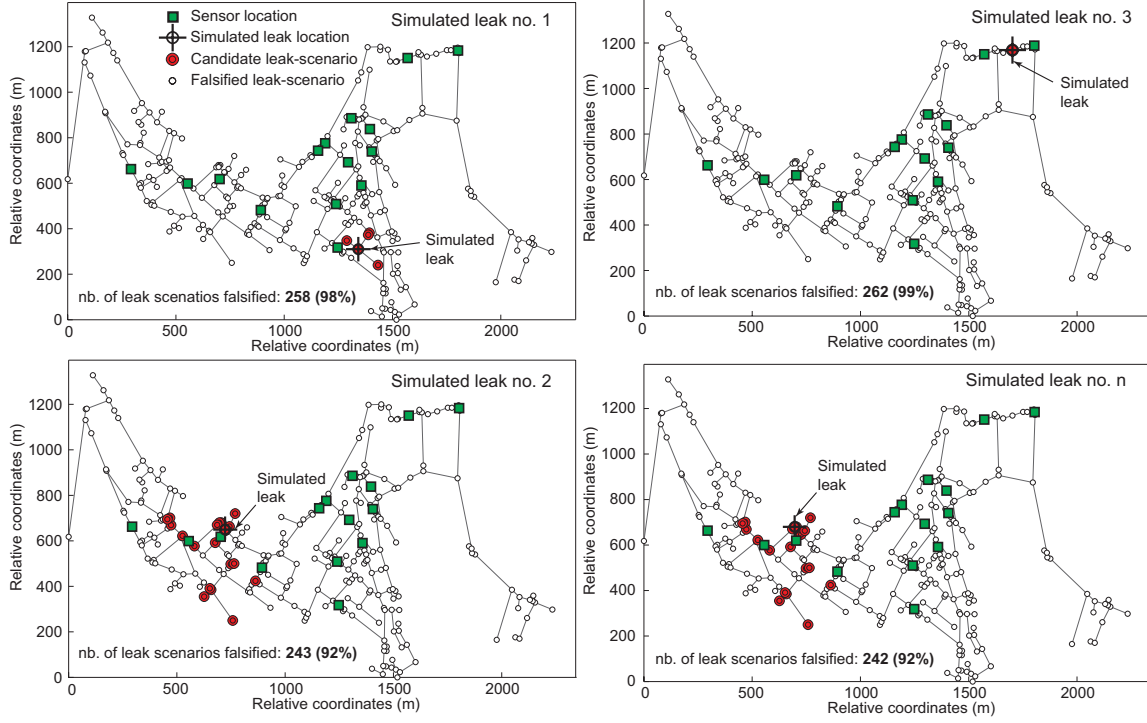 Sensor location
Simulated leak location
Candidate leak-scenario
Falsified leak-scenario
Simulated leak no. 1
Relative coordinates (m)
1200
1000
800
600
400
200
0
Simulated
leak
nb. of leak scenatios falsified: 258 (98%)
0
500
1000
1500
2000
Relative coordinates (m)
Simulated leak no. 3
Relative coordinates (m)
1200
1000
800
600
400
200
0
Simulated
leak
nb. of leak scenarios falsified: 262 (99%)
0
500
1000
1500
2000
Relative coordinates (m)
Simulated leak no. 2
Relative coordinates (m)
1200
1000
800
600
400
200
0
Simulated
leak
nb. of leak scenarios falsified: 243 (92%)
0
500
1000
1500
2000
Relative coordinates (m)
Simulated leak no. n
Relative coordinates (m)
1200
1000
800
600
400
200
0
Simulated
leak
nb. of leak scenarios falsified: 242 (92%)
0
500
1000
1500
2000
Relative coordinates (m)